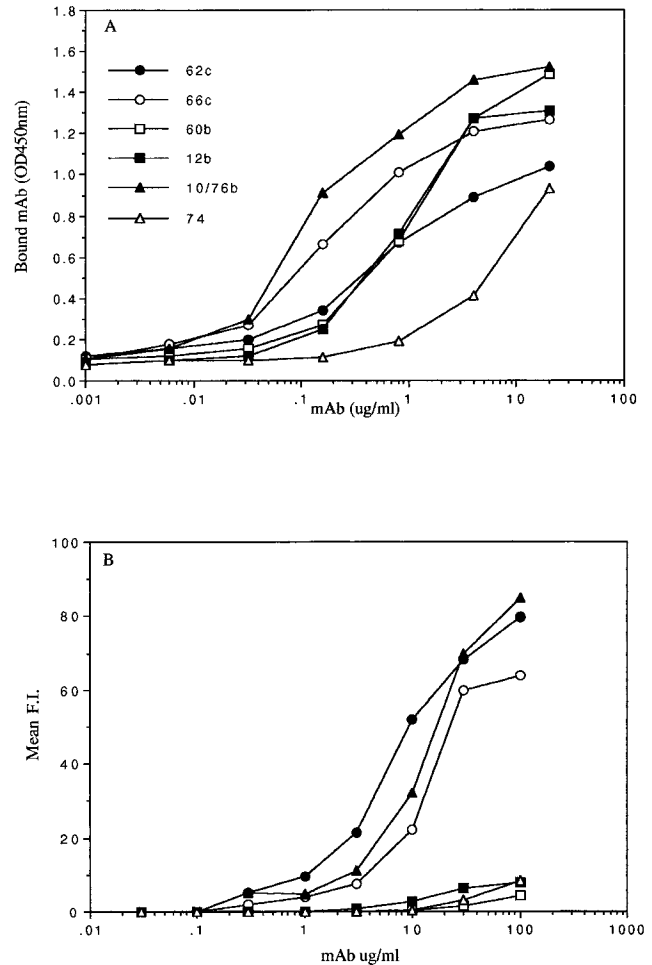 A
1.8
1.6
1.4
1.2
1.0
0.8
0.6
0.4
0.2
0.0
Bound mAb (OD450nm)
62c
66c
60b
12b
10/76b
74
.001 .01 .1 1 10 100
mAb (ug/ml)
B
100
80
60
40
20
0
Mean F.I.
.01 .1 1 10 100 1000
mAb ug/ml